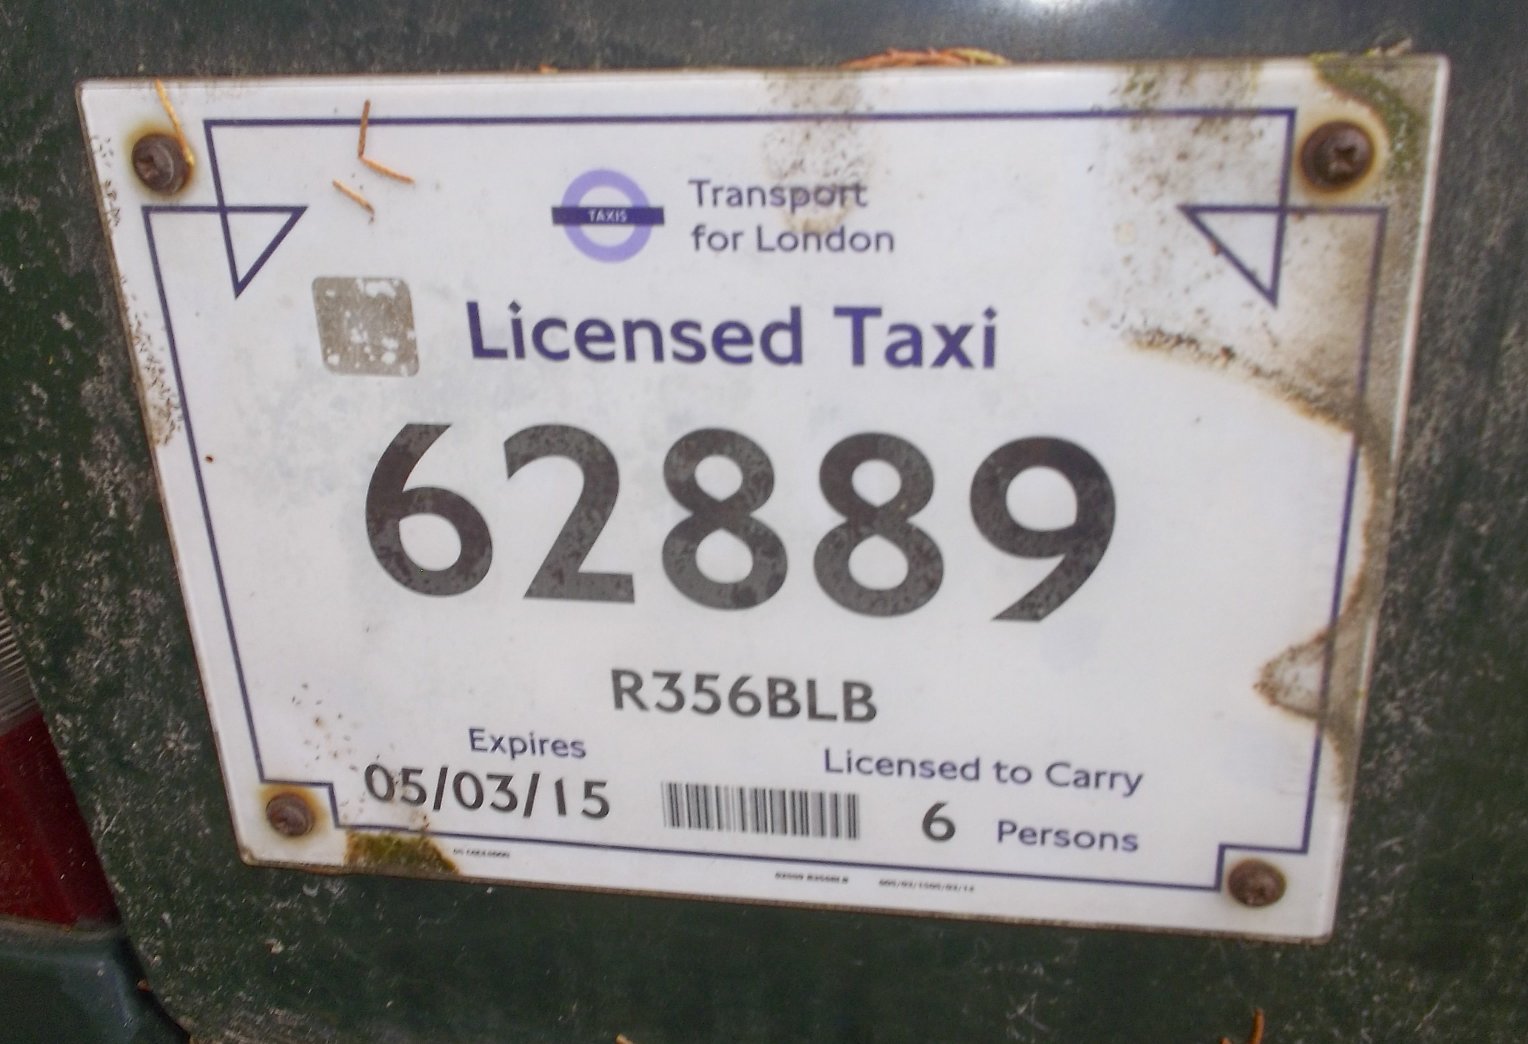 TAXIS
Transport
for London
Licensed Taxi
62889
R356BLB
Expires
05/03/15
Licensed to Carry
6 Persons